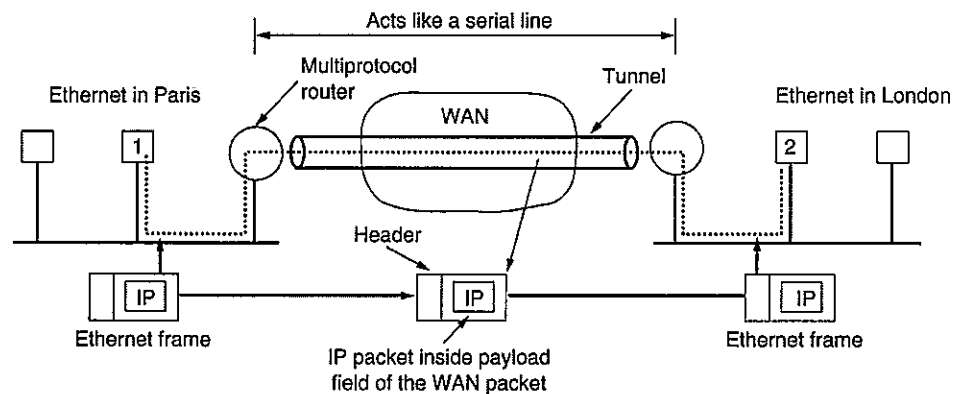 Acts like a serial line
Multiprotocol
router
Tunnel
Ethernet in Paris
WAN
Ethernet in London
1
2
Header
IP
IP
IP
Ethernet frame
Ethernet frame
IP packet inside payload
field of the WAN packet